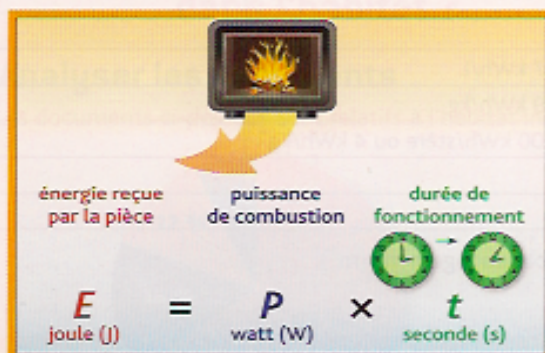 énergie reçue puissance durée de
par la pièce de combustion fonctionnement
E = P × t
joule (J) watt (W) seconde (s)